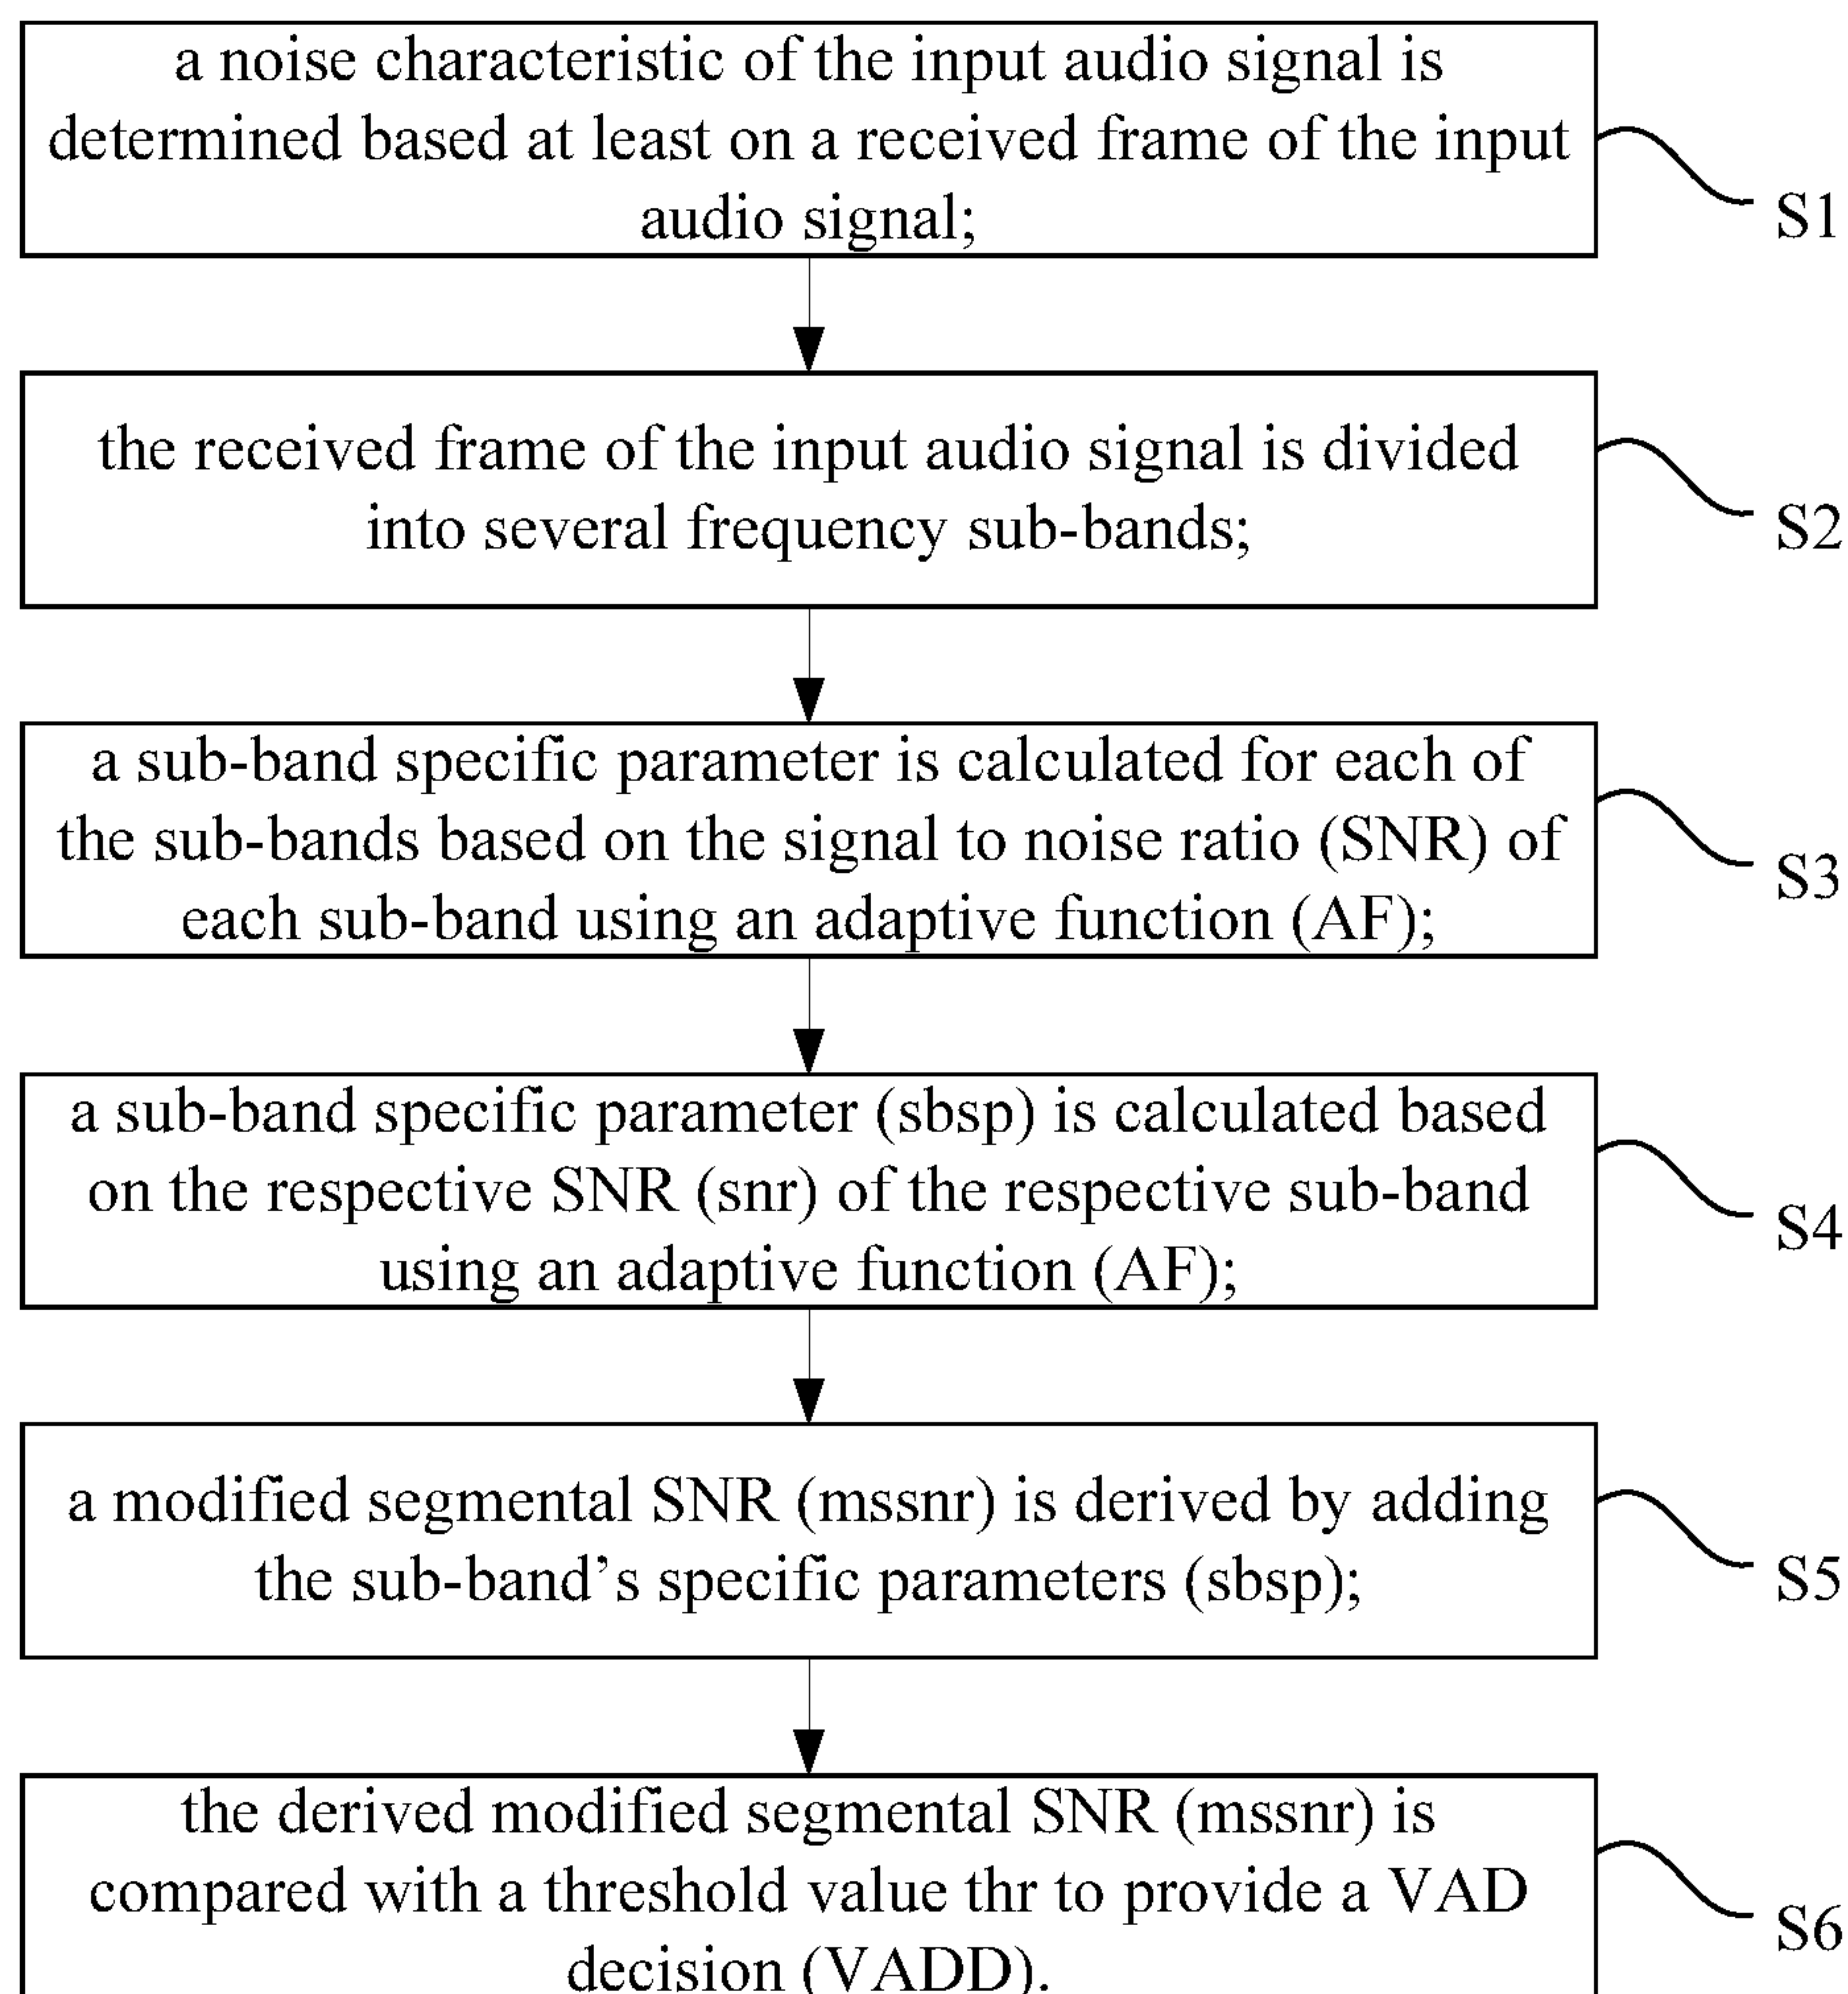 a noise characteristic of the input audio signal is
determined based at least on a received frame of the input
audio signal;
S1
the received frame of the input audio signal is divided
into several frequency sub-bands;
S2
a sub-band specific parameter is calculated for each of
the sub-bands based on the signal to noise ratio (SNR) of
each sub-band using an adaptive function (AF);
S3
a sub-band specific parameter (sbsp) is calculated based
on the respective SNR (snr) of the respective sub-band
using an adaptive function (AF);
S4
a modified segmental SNR (mssnr) is derived by adding
the sub-band’s specific parameters (sbsp);
S5
the derived modified segmental SNR (mssnr) is
compared with a threshold value thr to provide a VAD
decision (VADD).
S6